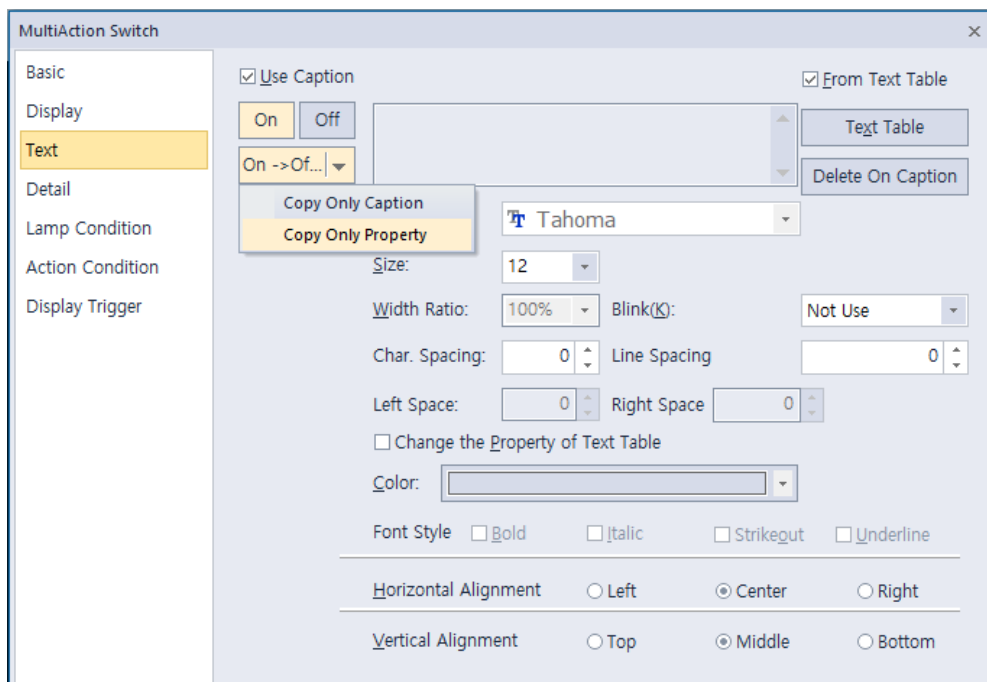 MultiAction Switch
Basic
Display
Text
Detail
Lamp Condition
Action Condition
Display Trigger
Use Caption
From Text Table
On Off
Text Table
On ->Of...
Delete On Caption
Copy Only Caption
Copy Only Property
Tahoma
Size: 12
Width Ratio: 100% Blink(K): Not Use
Char. Spacing: 0 Line Spacing 0
Left Space: 0 Right Space 0
Change the Property of Text Table
Color:
Font Style Bold Italic Strikeout Underline
Horizontal Alignment Left Center Right
Vertical Alignment Top Middle Bottom